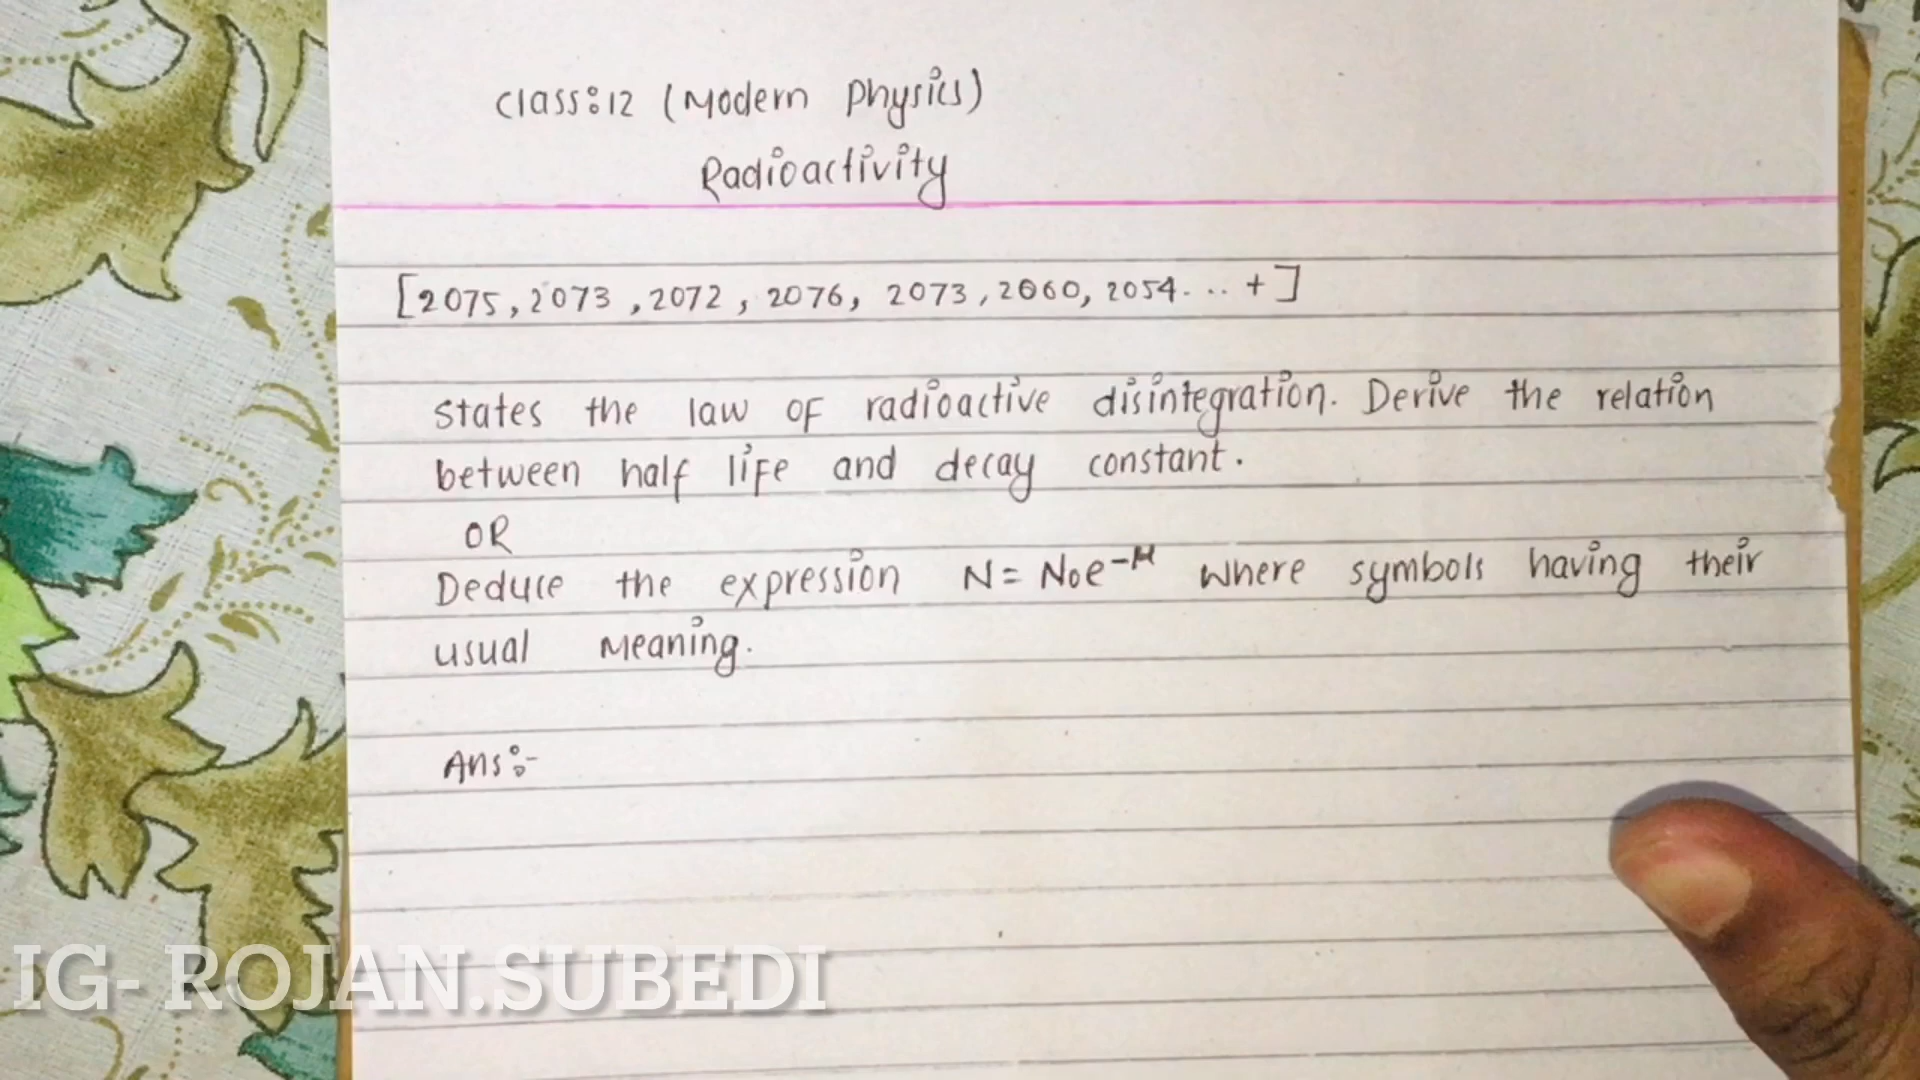 Class:12 (Modern Physics)
Radioactivity
[2075, 2073, 2072, 2076, 2073, 2060, 2054... +]
States the law of radioactive disintegration. Derive the relation
between half life and decay constant.
OR
Deduce the expression N = N₀e⁻ᴴ where symbols having their
usual meaning.
Ans:-
IG- ROJAN.SUBEDI